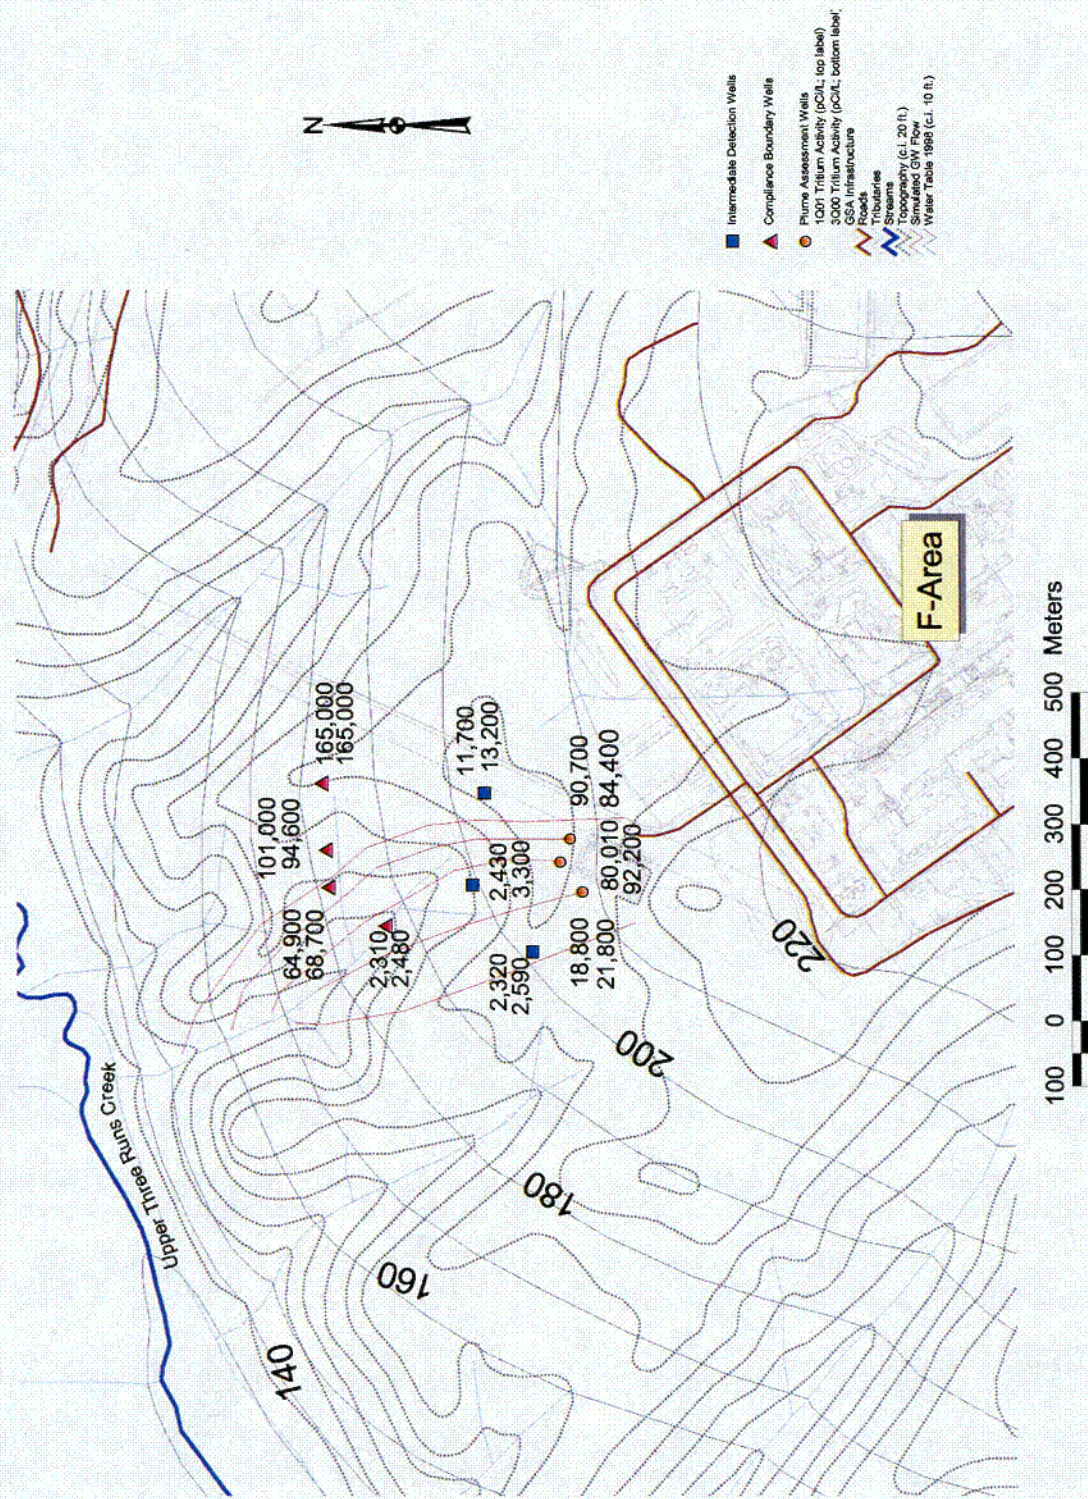 N
Intermediate Detection Wells
Compliance Boundary Wells
Plume Assessment Wells
1Q01 Tritium Activity (pCi/L; top label)
3Q00 Tritium Activity (pCi/L; bottom label;
GSA Infrastructure
Roads
Tributaries
Streams
Topography (c.i. 20 ft.)
Simulated GW Flow
Water Table 1998 (c.i. 10 ft.)
Upper Three Runs Creek
165,000
165,000
101,000
94,600
64,900
68,700
2,310
2,480
11,700
13,200
2,430
3,300
2,320
2,590
90,700
84,400
80,010
92,200
18,800
21,800
140
160
180
200
220
F-Area
100 0 100 200 300 400 500 Meters